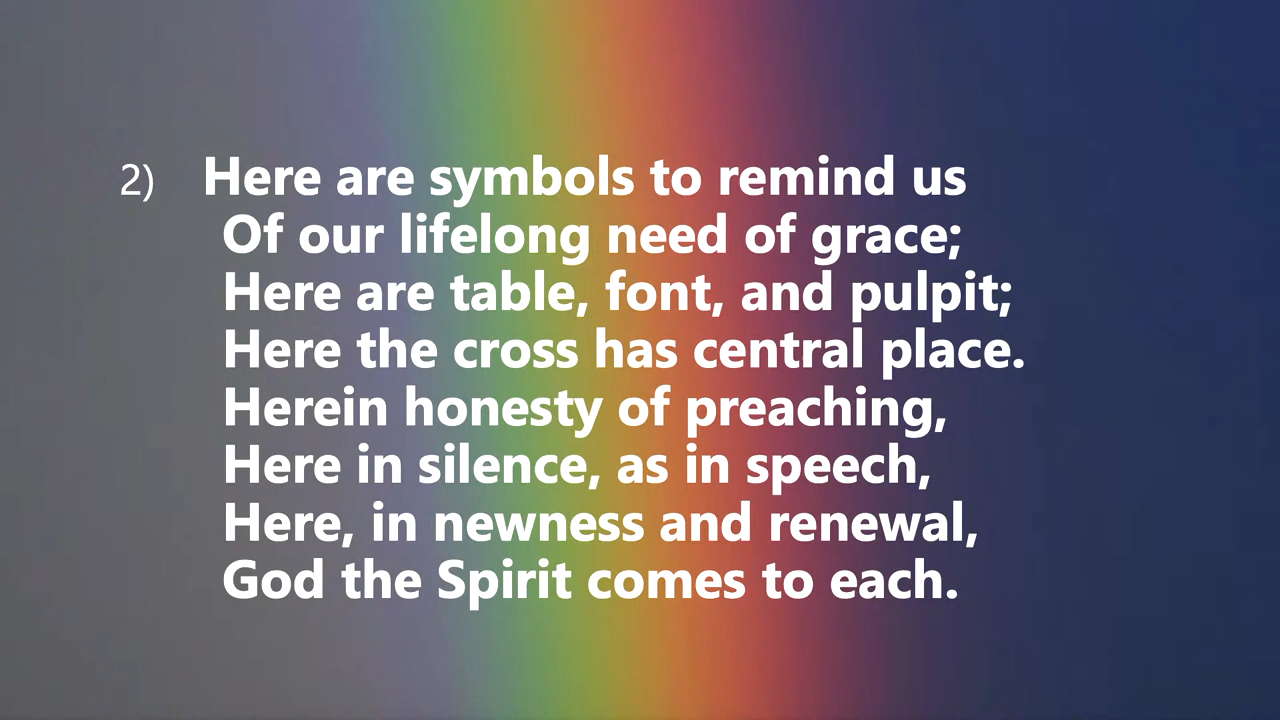 2) Here are symbols to remind us
Of our lifelong need of grace;
Here are table, font, and pulpit;
Here the cross has central place.
Herein honesty of preaching,
Here in silence, as in speech,
Here, in newness and renewal,
God the Spirit comes to each.